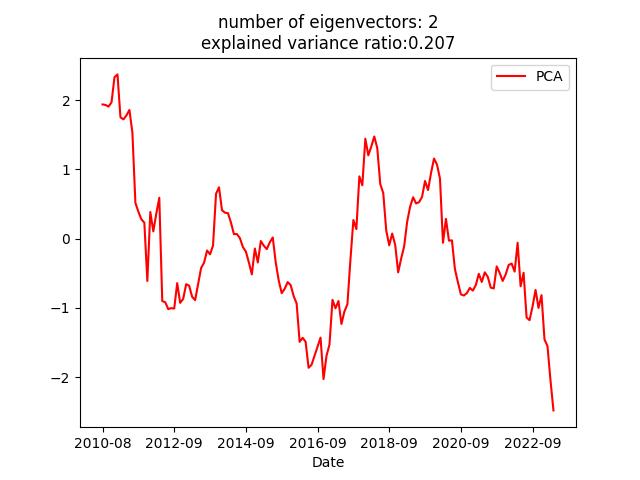 number of eigenvectors: 2
explained variance ratio:0.207
PCA
2
1
0
−1
−2
2010-08 2012-09 2014-09 2016-09 2018-09 2020-09 2022-09
Date